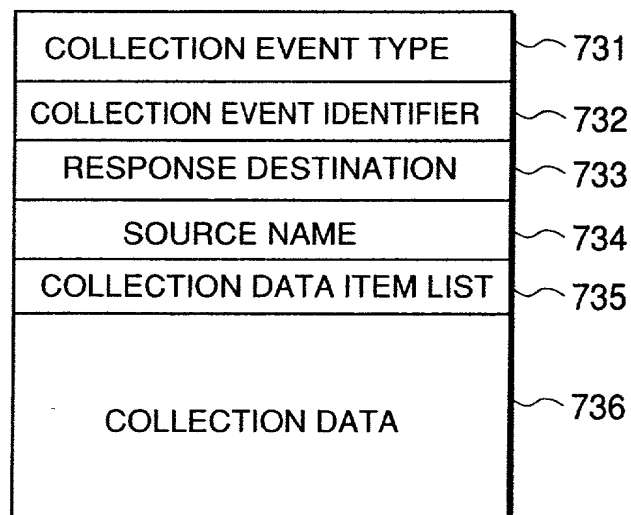 COLLECTION EVENT TYPE 731
COLLECTION EVENT IDENTIFIER 732
RESPONSE DESTINATION 733
SOURCE NAME 734
COLLECTION DATA ITEM LIST 735
COLLECTION DATA 736